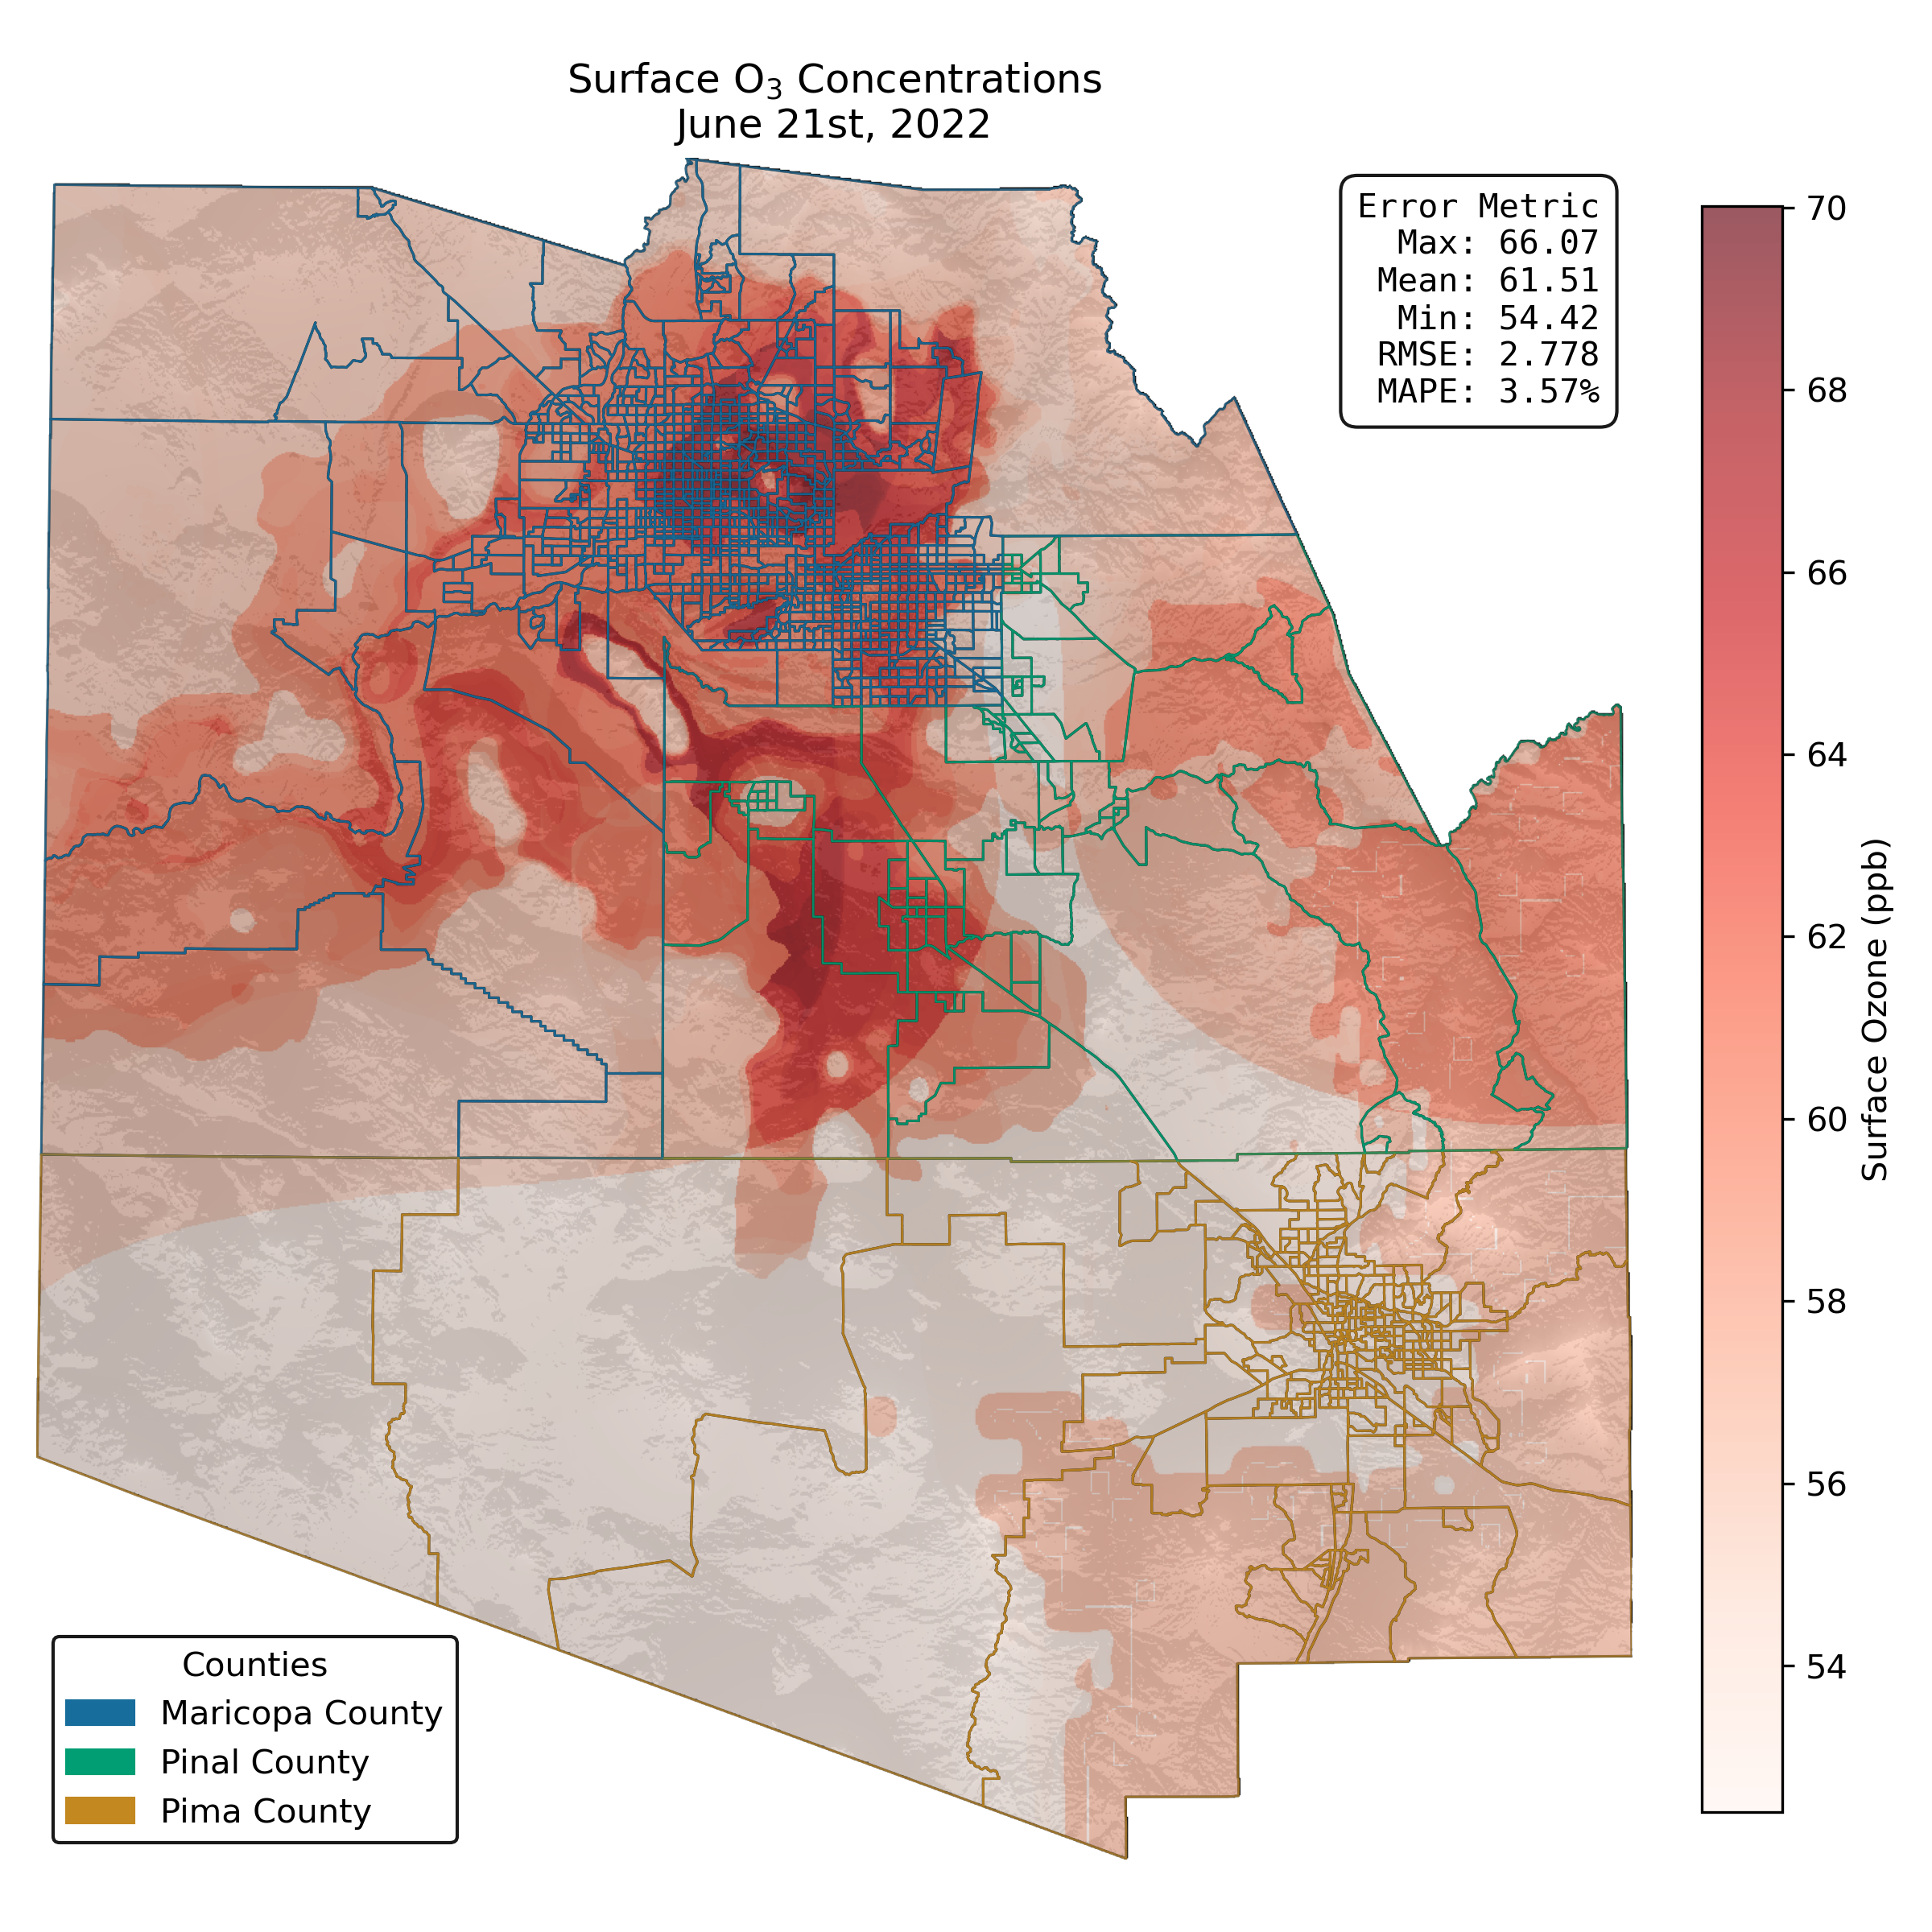 Surface O₃ Concentrations
June 21st, 2022
Error Metric
Max: 66.07
Mean: 61.51
Min: 54.42
RMSE: 2.778
MAPE: 3.57%
70
68
66
64
62
60
58
56
54
Surface Ozone (ppb)
Counties
Maricopa County
Pinal County
Pima County